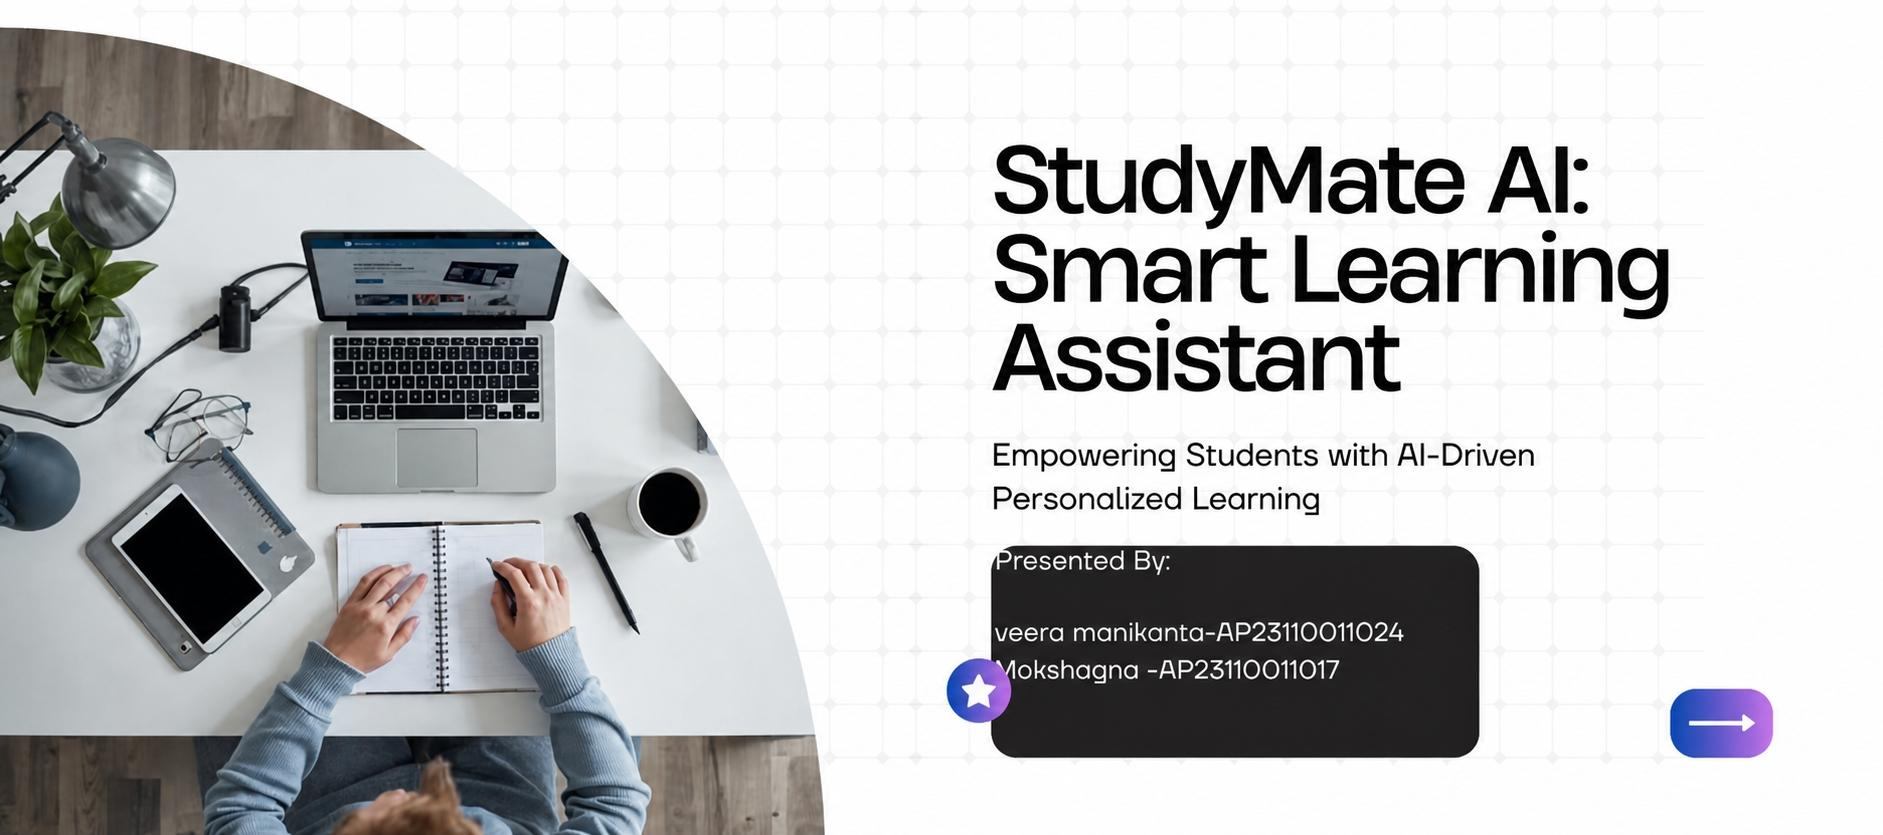 StudyMate AI:
Smart Learning
Assistant
Empowering Students with AI-Driven
Personalized Learning
Presented By:
veera manikanta-AP23110011024
Mokshagna -AP23110011017